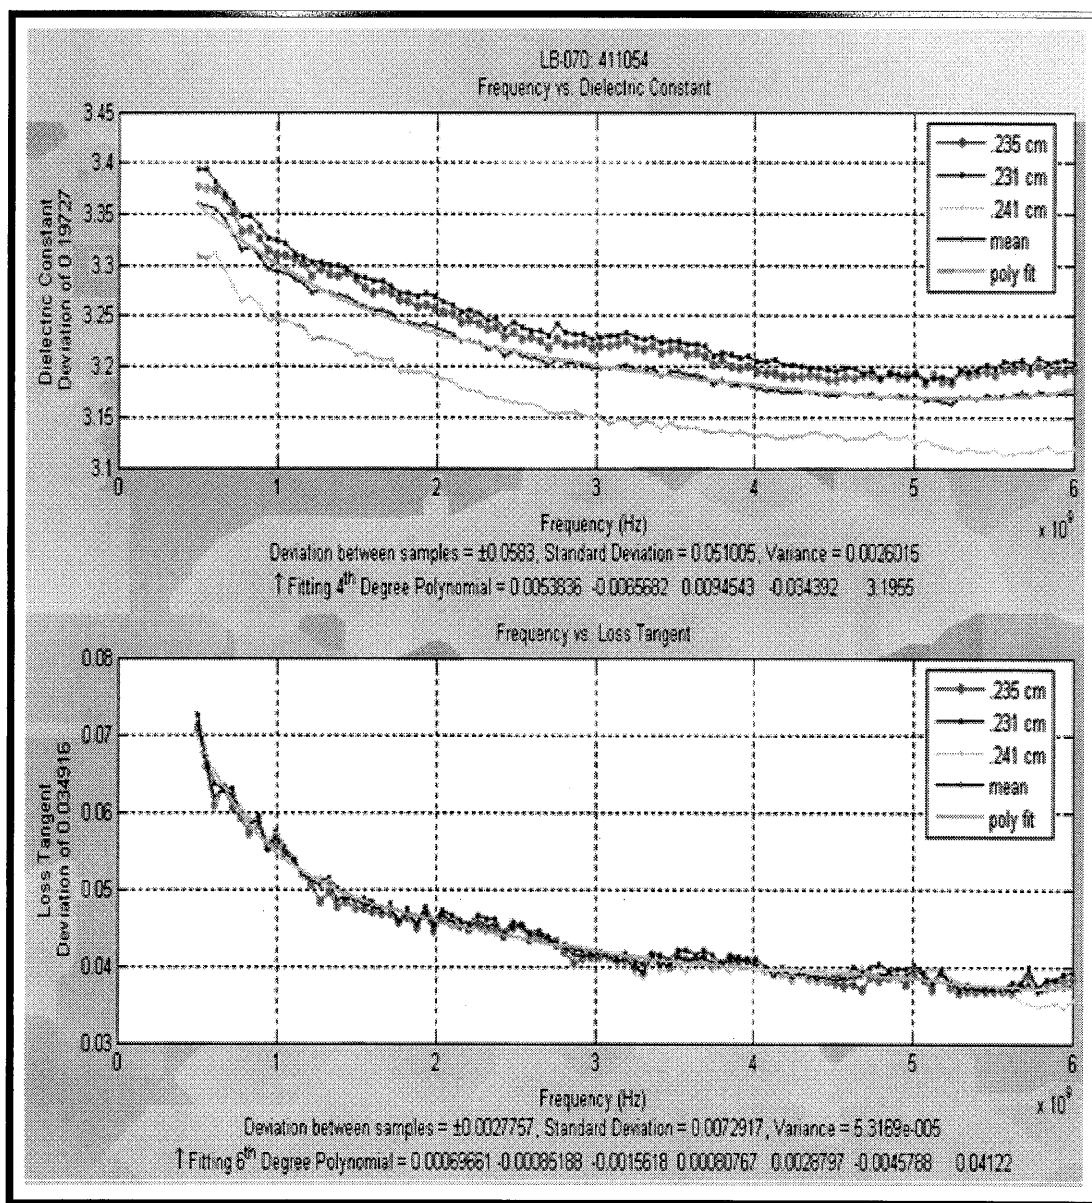 LB-070: 411054
Frequency vs. Dielectric Constant
Dielectric Constant
Deviation of 0.19727
3.45
3.4
3.35
3.3
3.25
3.2
3.15
3.1
.235 cm
.231 cm
.241 cm
mean
poly fit
0 1 2 3 4 5 6
x 10^9
Frequency (Hz)
Deviation between samples = ±0.0583, Standard Deviation = 0.051005, Variance = 0.0026015
↑ Fitting 4th Degree Polynomial = 0.0053836 -0.0065682 0.0094543 -0.034392 3.1955
Frequency vs. Loss Tangent
Loss Tangent
Deviation of 0.034916
0.08
0.07
0.06
0.05
0.04
0.03
.235 cm
.231 cm
.241 cm
mean
poly fit
0 1 2 3 4 5 6
x 10^9
Frequency (Hz)
Deviation between samples = ±0.0027757, Standard Deviation = 0.0072917, Variance = 5.3169e-005
↑ Fitting 6th Degree Polynomial = 0.00069661 -0.00085188 -0.0015618 0.00080767 0.0028797 -0.0045788 0.04122